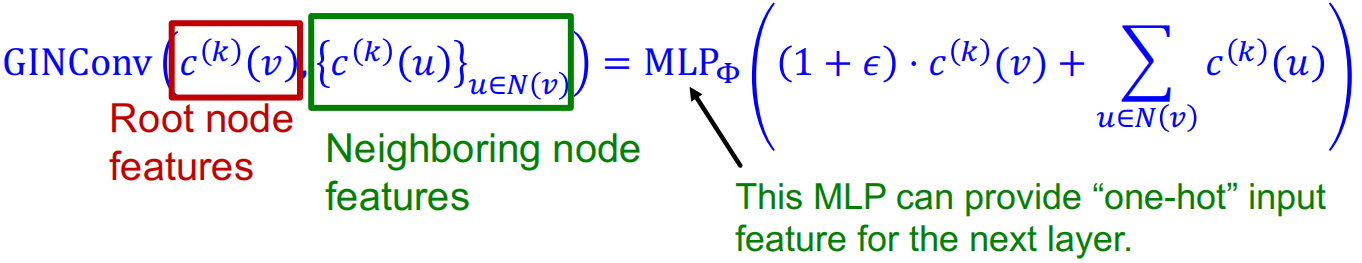 GINConv (c^(k)(v), {c^(k)(u)}_{u∈N(v)}) = MLP_Φ ((1 + ϵ) · c^(k)(v) + ∑_{u∈N(v)} c^(k)(u))
Root node
features
Neighboring node
features
This MLP can provide “one-hot” input
feature for the next layer.